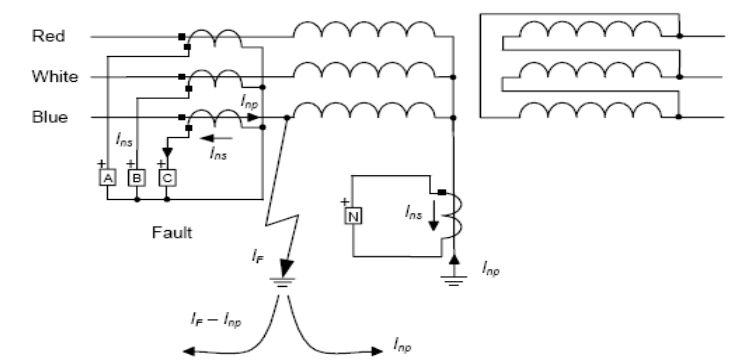 Red
White
Blue
Inp
Ins
Ins
+ A + B + C
+ N
Ins
Fault
IF
Inp
IF – Inp
Inp